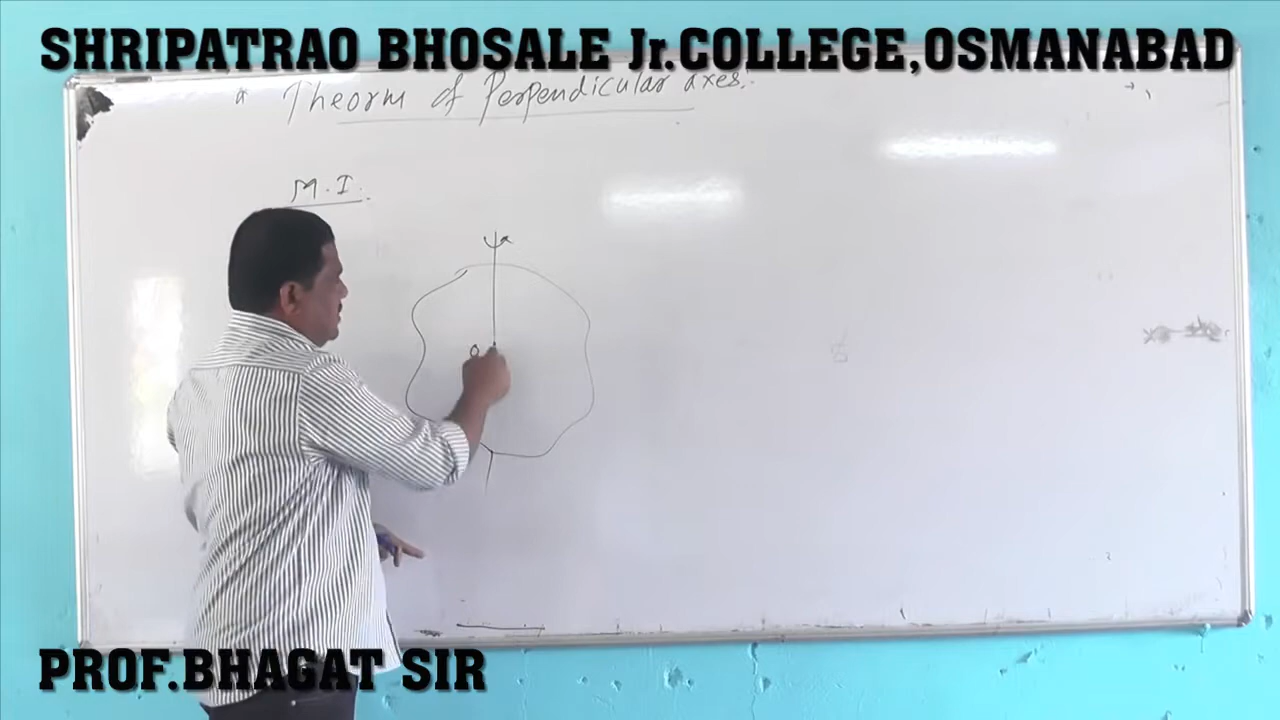 SHRIPATRAO BHOSALE Jr.COLLEGE,OSMANABAD
* Theorm of Perpendicular axes:
M.I.
o
PROF.BHAGAT SIR